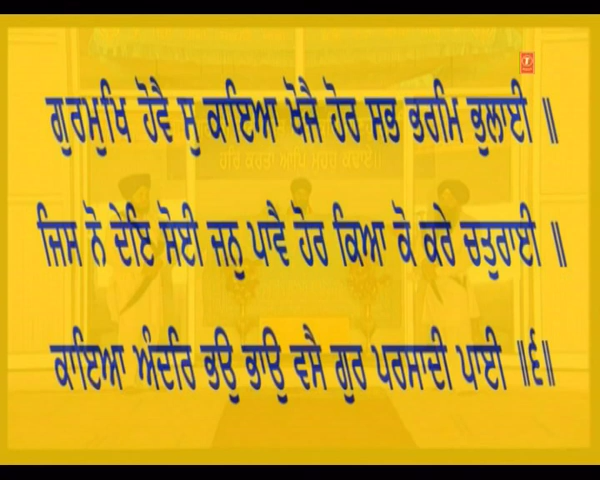 ਗੁਰਮੁਖਿ ਹੋਵੈ ਸੁ ਕਾਇਆ ਖੋਜੈ ਹੋਰ ਸਭ ਭਰਮਿ ਭੁਲਾਈ ॥
ਜਿਸ ਨੋ ਦੇਇ ਸੋਈ ਜਨੁ ਪਾਵੈ ਹੋਰ ਕਿਆ ਕੋ ਕਰੇ ਚਤੁਰਾਈ ॥
ਕਾਇਆ ਅੰਦਰਿ ਭਉ ਭਾਉ ਵਸੈ ਗੁਰ ਪਰਸਾਦੀ ਪਾਈ ॥੬॥